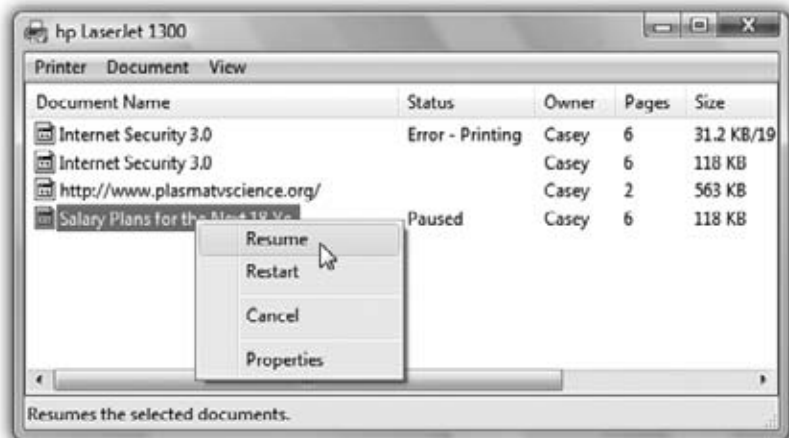 hp LaserJet 1300
Printer Document View
Document Name Status Owner Pages Size
Internet Security 3.0 Error - Printing Casey 6 31.2 KB/19
Internet Security 3.0 Casey 6 118 KB
http://www.plasmatvscience.org/ Casey 2 563 KB
Salary Plans for the Next 18 Paused Casey 6 118 KB
Resume
Restart
Cancel
Properties
Resumes the selected documents.